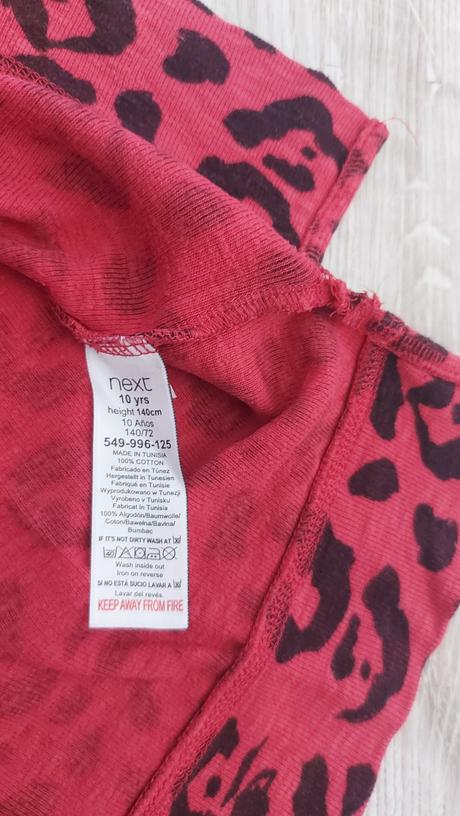 next
10 yrs
height 140cm
10 Años
140/72
549-996-125
MADE IN TUNISIA
100% COTTON
Fabricado en Túnez
Hergestellt in Tunesien
Fabriqué en Tunisie
Wyprodukowano w Tunezji
Vyrobeno v Tunisku
Fabricat în Tunisia
100% Algodón/Baumwolle/
Coton/Bawełna/Bavlna/
Bumbac
IF IT'S NOT DIRTY WASH AT
40
Wash inside out
Iron on reverse
SI NO ESTÁ SUCIO LAVAR A
Lavar del revés.
KEEP AWAY FROM FIRE